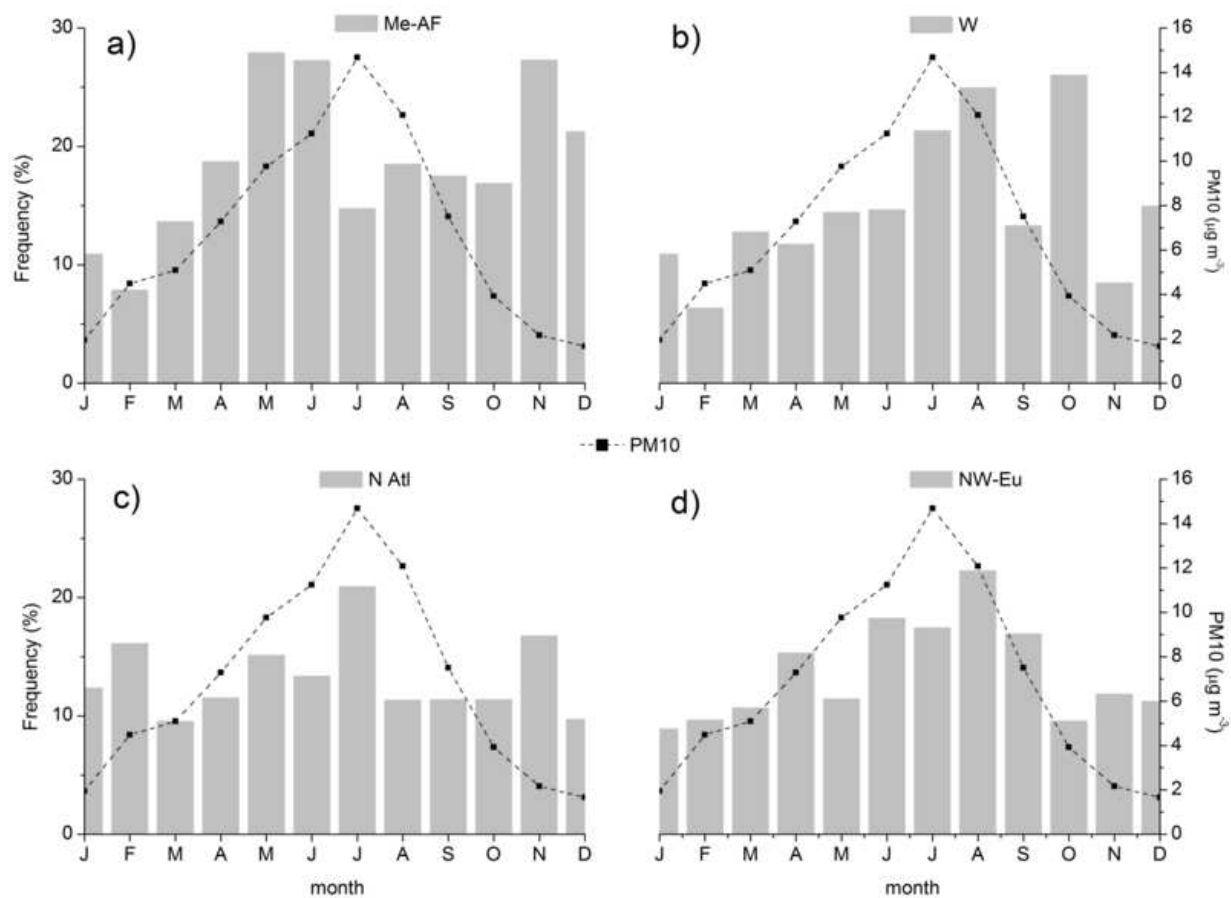 a)
Me-AF
b)
W
30
20
10
0
Frequency (%)
J F M A M J J A S O N D
J F M A M J J A S O N D
16
14
12
10
8
6
4
2
0
PM10 (µg m-3)
PM10
c)
N Atl
d)
NW-Eu
30
20
10
0
Frequency (%)
J F M A M J J A S O N D
month
J F M A M J J A S O N D
month
16
14
12
10
8
6
4
2
0
PM10 (µg m-3)